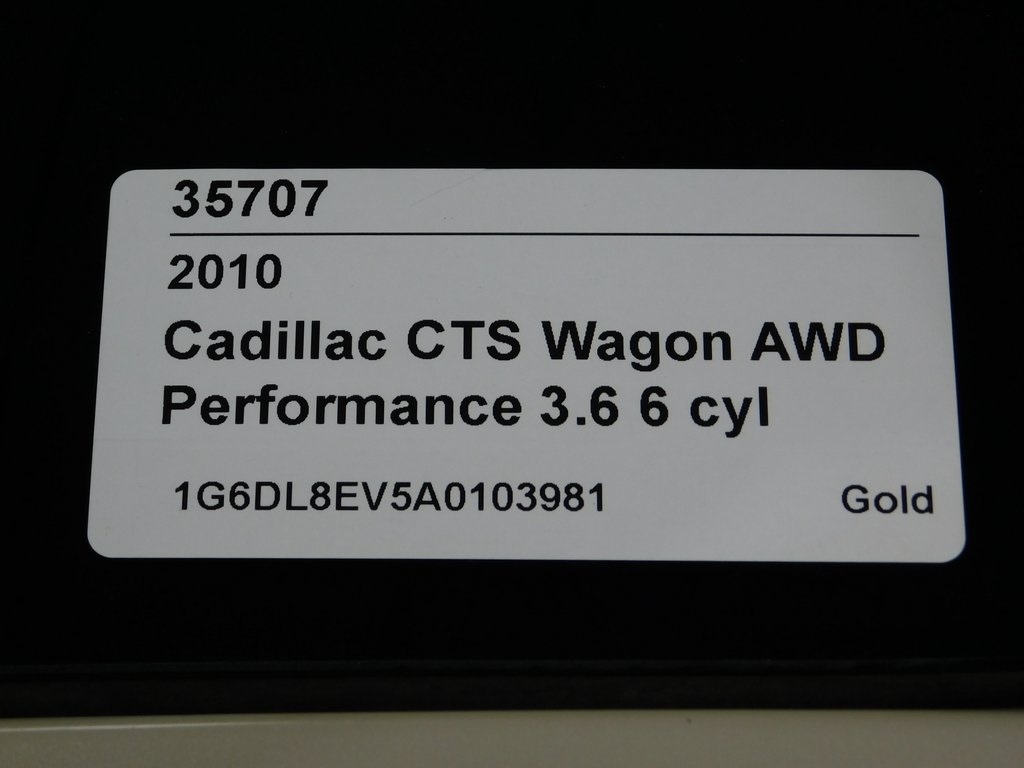 35707
2010
Cadillac CTS Wagon AWD
Performance 3.6 6 cyl
1G6DL8EV5A0103981 Gold